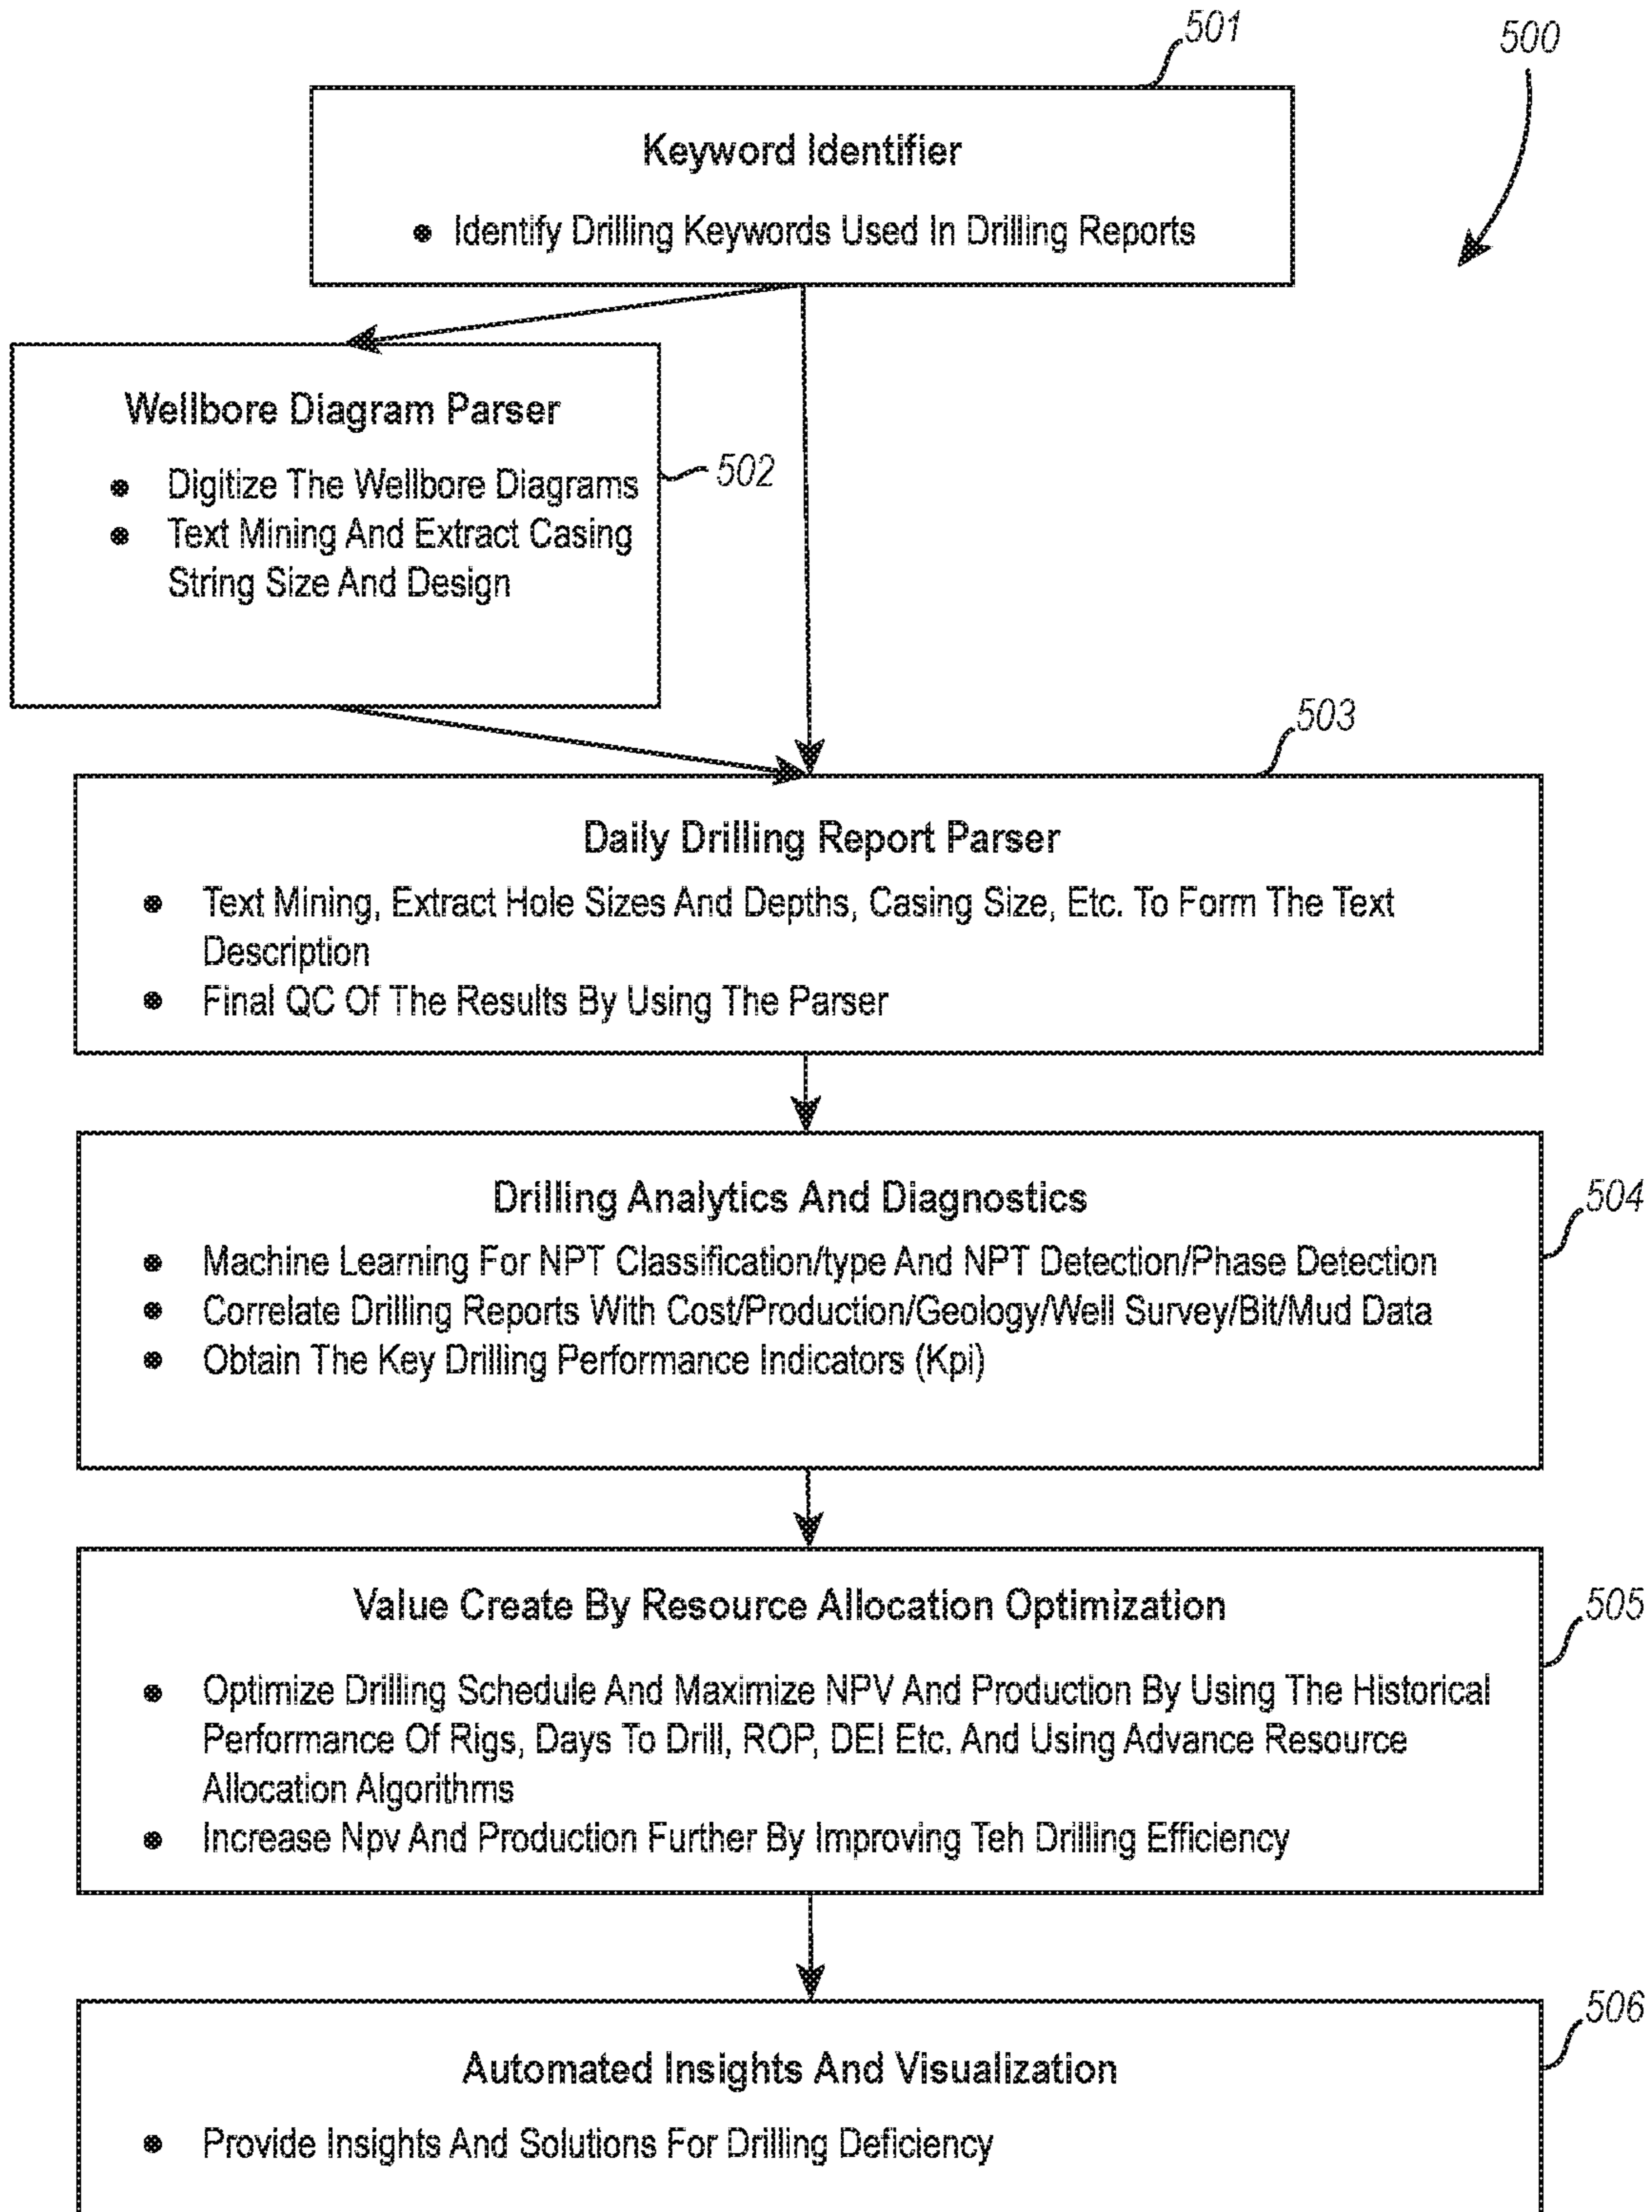 501
500
Keyword Identifier
● Identify Drilling Keywords Used In Drilling Reports
Wellbore Diagram Parser
● Digitize The Wellbore Diagrams
502
● Text Mining And Extract Casing
String Size And Design
503
Daily Drilling Report Parser
● Text Mining, Extract Hole Sizes And Depths, Casing Size, Etc. To Form The Text
Description
● Final QC Of The Results By Using The Parser
Drilling Analytics And Diagnostics
504
● Machine Learning For NPT Classification/type And NPT Detection/Phase Detection
● Correlate Drilling Reports With Cost/Production/Geology/Well Survey/Bit/Mud Data
● Obtain The Key Drilling Performance Indicators (Kpi)
Value Create By Resource Allocation Optimization
505
● Optimize Drilling Schedule And Maximize NPV And Production By Using The Historical
Performance Of Rigs, Days To Drill, ROP, DEI Etc. And Using Advance Resource
Allocation Algorithms
● Increase Npv And Production Further By Improving Teh Drilling Efficiency
506
Automated Insights And Visualization
● Provide Insights And Solutions For Drilling Deficiency